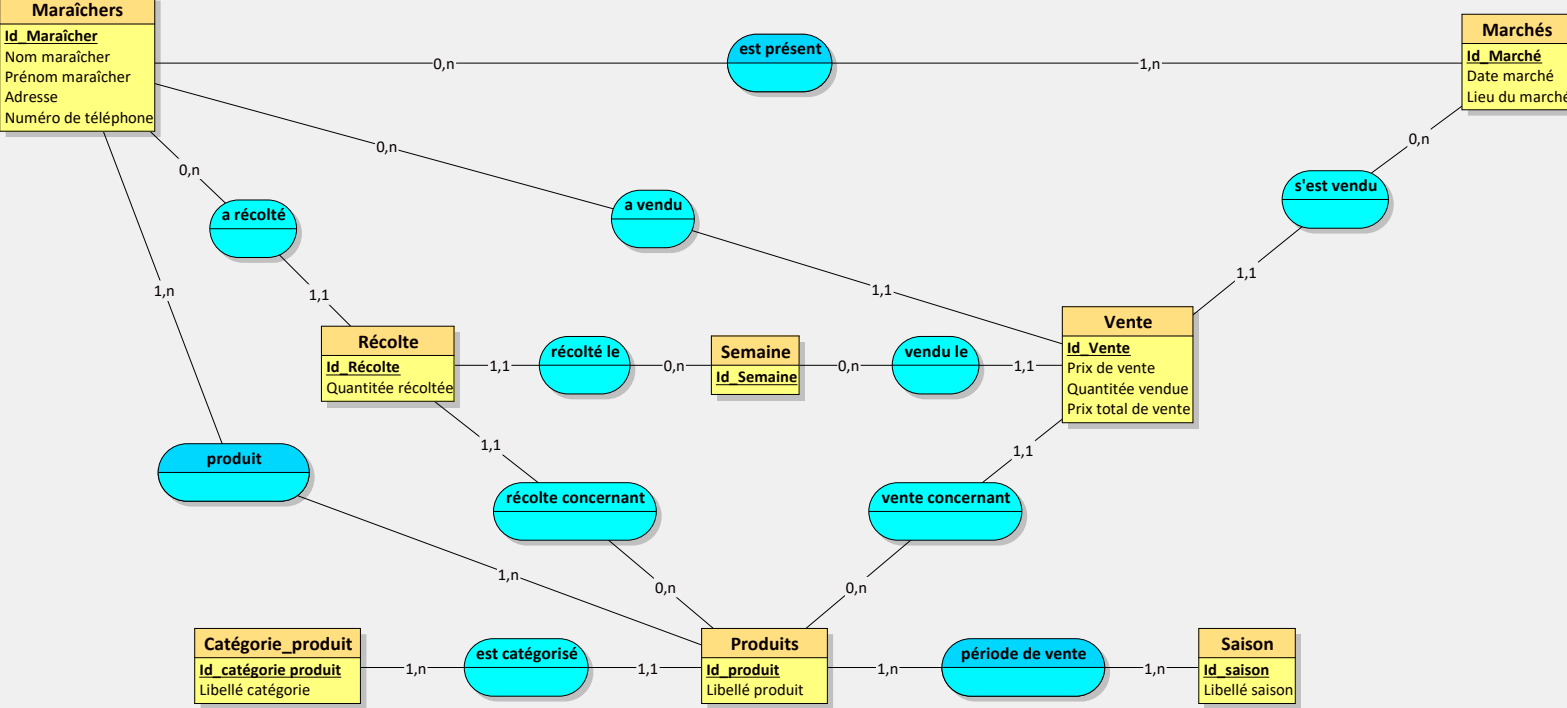 Maraîchers
Id_Maraîcher
Nom maraîcher
Prénom maraîcher
Adresse
Numéro de téléphone
0,n
est présent
1,n
Marchés
Id_Marché
Date marché
Lieu du marché
0,n
0,n
0,n
a récolté
a vendu
s'est vendu
1,n
1,1
1,1
1,1
Récolte
Id_Récolte
Quantitée récoltée
1,1
récolté le
0,n
Semaine
Id_Semaine
0,n
vendu le
1,1
Vente
Id_Vente
Prix de vente
Quantitée vendue
Prix total de vente
produit
1,1
1,1
récolte concernant
vente concernant
1,n
0,n
0,n
Catégorie_produit
Id_catégorie produit
Libellé catégorie
1,n
est catégorisé
1,1
Produits
Id_produit
Libellé produit
1,n
période de vente
1,n
Saison
Id_saison
Libellé saison